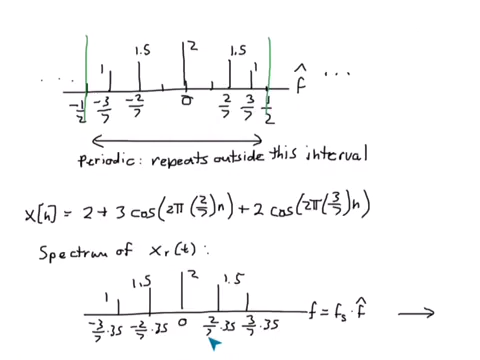 ... 1 1.5 2 1.5 1 f̂ ...
-1/2 -3/7 -2/7 0 2/7 3/7 1/2
Periodic: repeats outside this interval
x[n] = 2 + 3 cos(2π(2/7)n) + 2 cos(2π(3/7)n)
Spectrum of xr(t):
1 1.5 2 1.5 f = fs · f̂ →
-3/7 · 35 -2/7 · 35 0 2/7 · 35 3/7 · 35